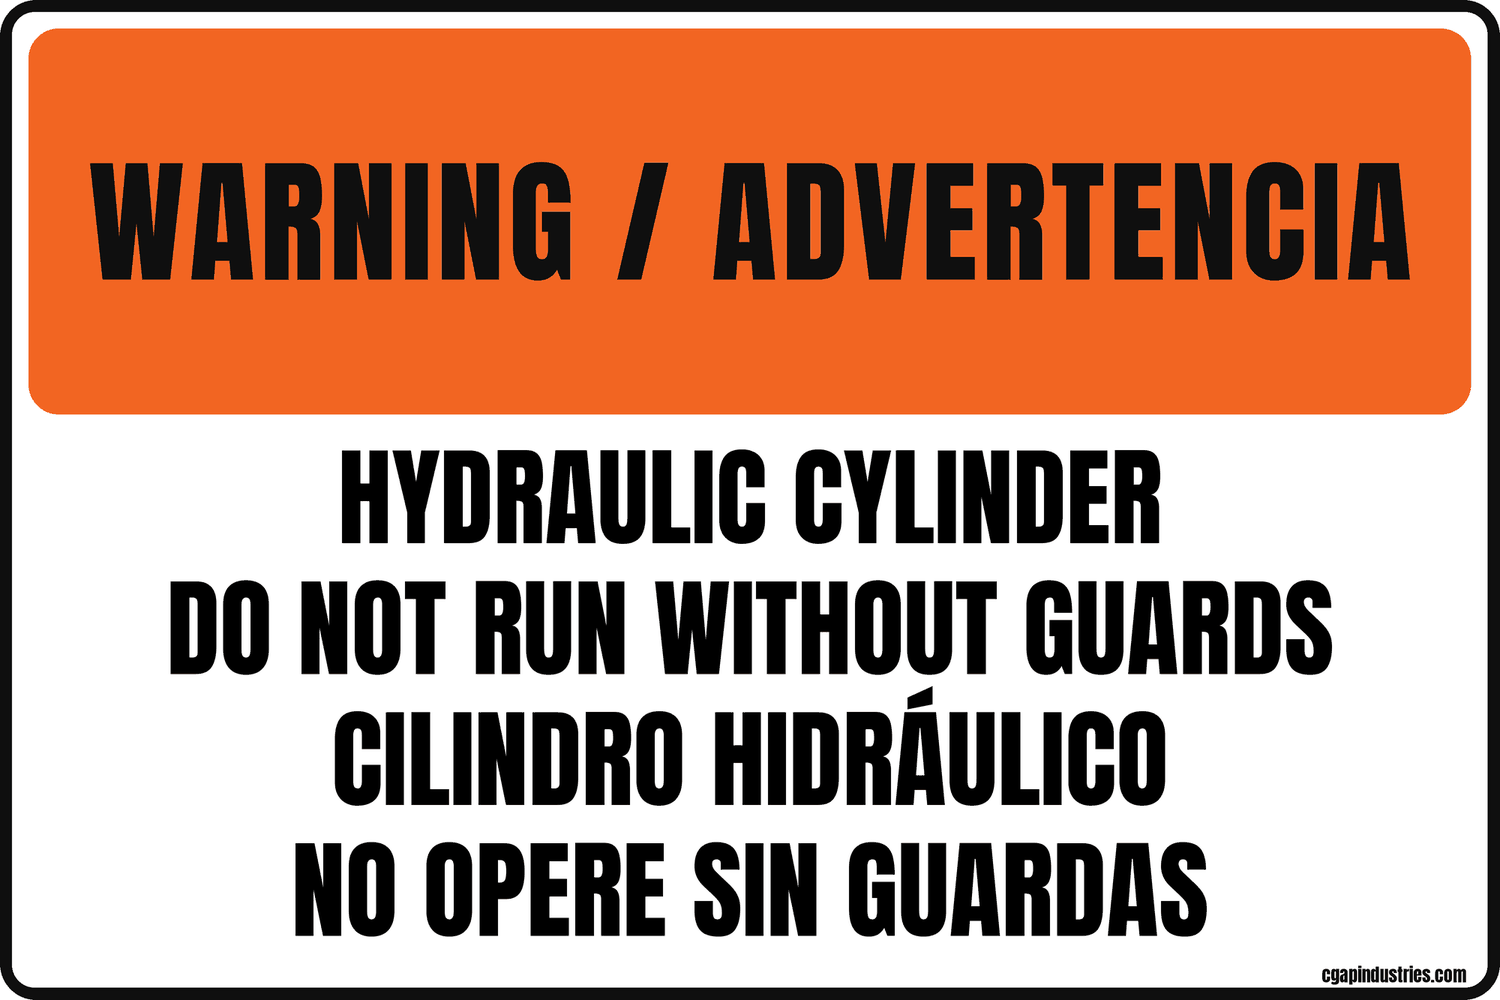 WARNING / ADVERTENCIA
HYDRAULIC CYLINDER
DO NOT RUN WITHOUT GUARDS
CILINDRO HIDRÁULICO
NO OPERE SIN GUARDAS
cgapindustries.com